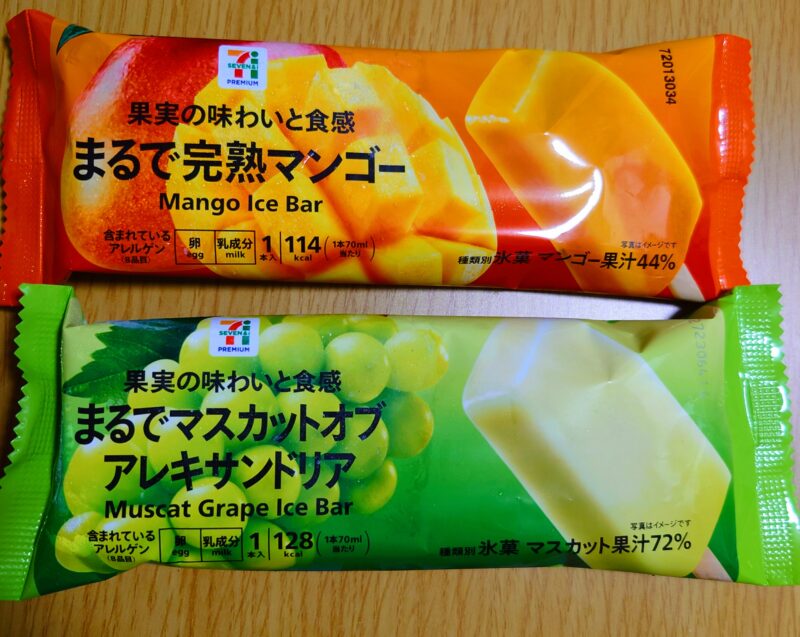 7i
SEVEN&i
PREMIUM
72013034
果実の味わいと食感
まるで完熟マンゴー
Mango Ice Bar
含まれている
アレルゲン
(8品目)
卵
egg
乳成分
milk
1
本入
114
kcal
(1本70ml
当たり)
写真はイメージです
種類別 氷菓 マンゴー果汁44%
7i
SEVEN&i
PREMIUM
果実の味わいと食感
まるでマスカットオブ
アレキサンドリア
Muscat Grape Ice Bar
含まれている
アレルゲン
(8品目)
卵
egg
乳成分
milk
1
本入
128
kcal
(1本70ml
当たり)
写真はイメージです
種類別 氷菓 マスカット果汁72%